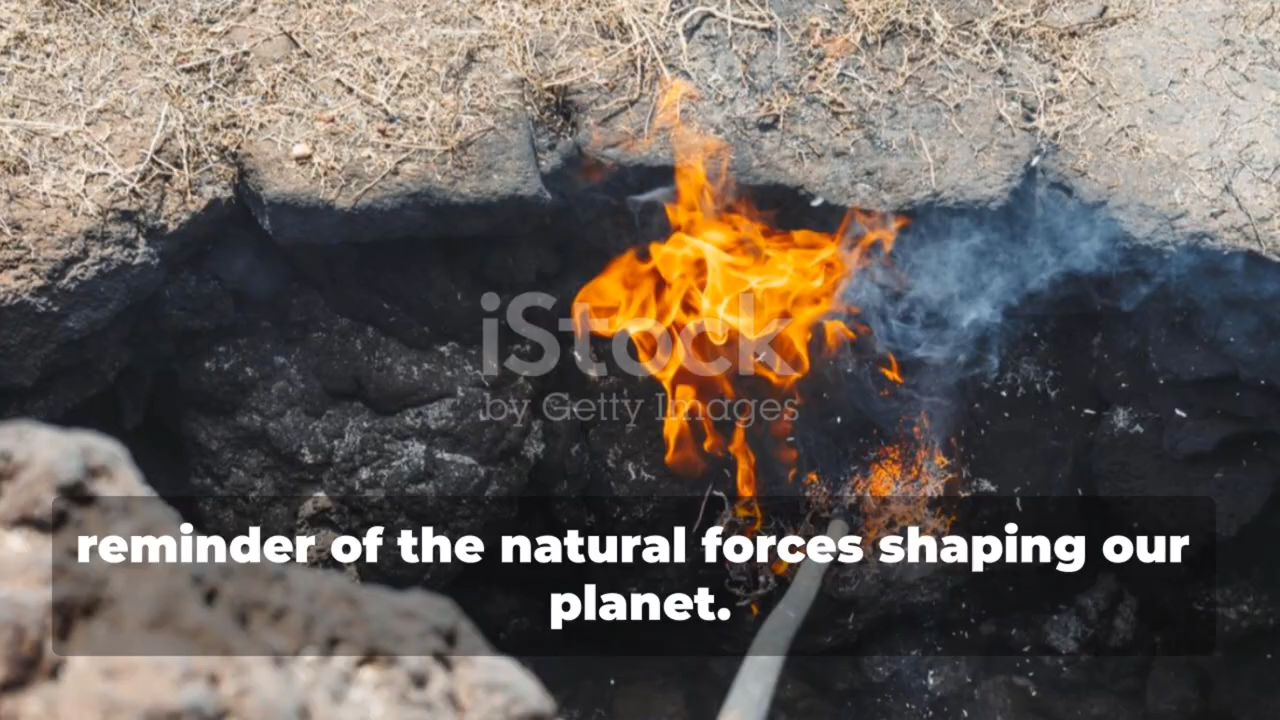 iStock
by Getty Images
reminder of the natural forces shaping our
planet.